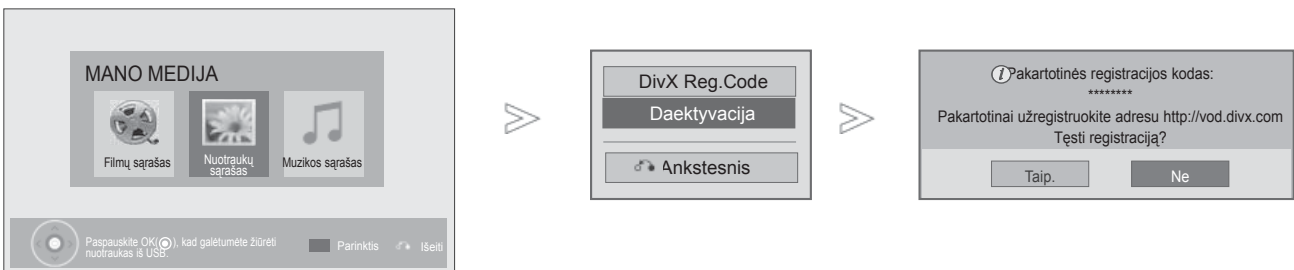 MANO MEDIJA
Filmų sąrašas
Nuotraukų
sąrašas
Muzikos sąrašas
Paspauskite OK(◉), kad galėtumėte žiūrėti
nuotraukas iš USB.
Parinktis
Išeiti
DivX Reg.Code
Daektyvacija
Ankstesnis
Pakartotinės registracijos kodas:
********
Pakartotinai užregistruokite adresu http://vod.divx.com
Tęsti registraciją?
Taip.
Ne